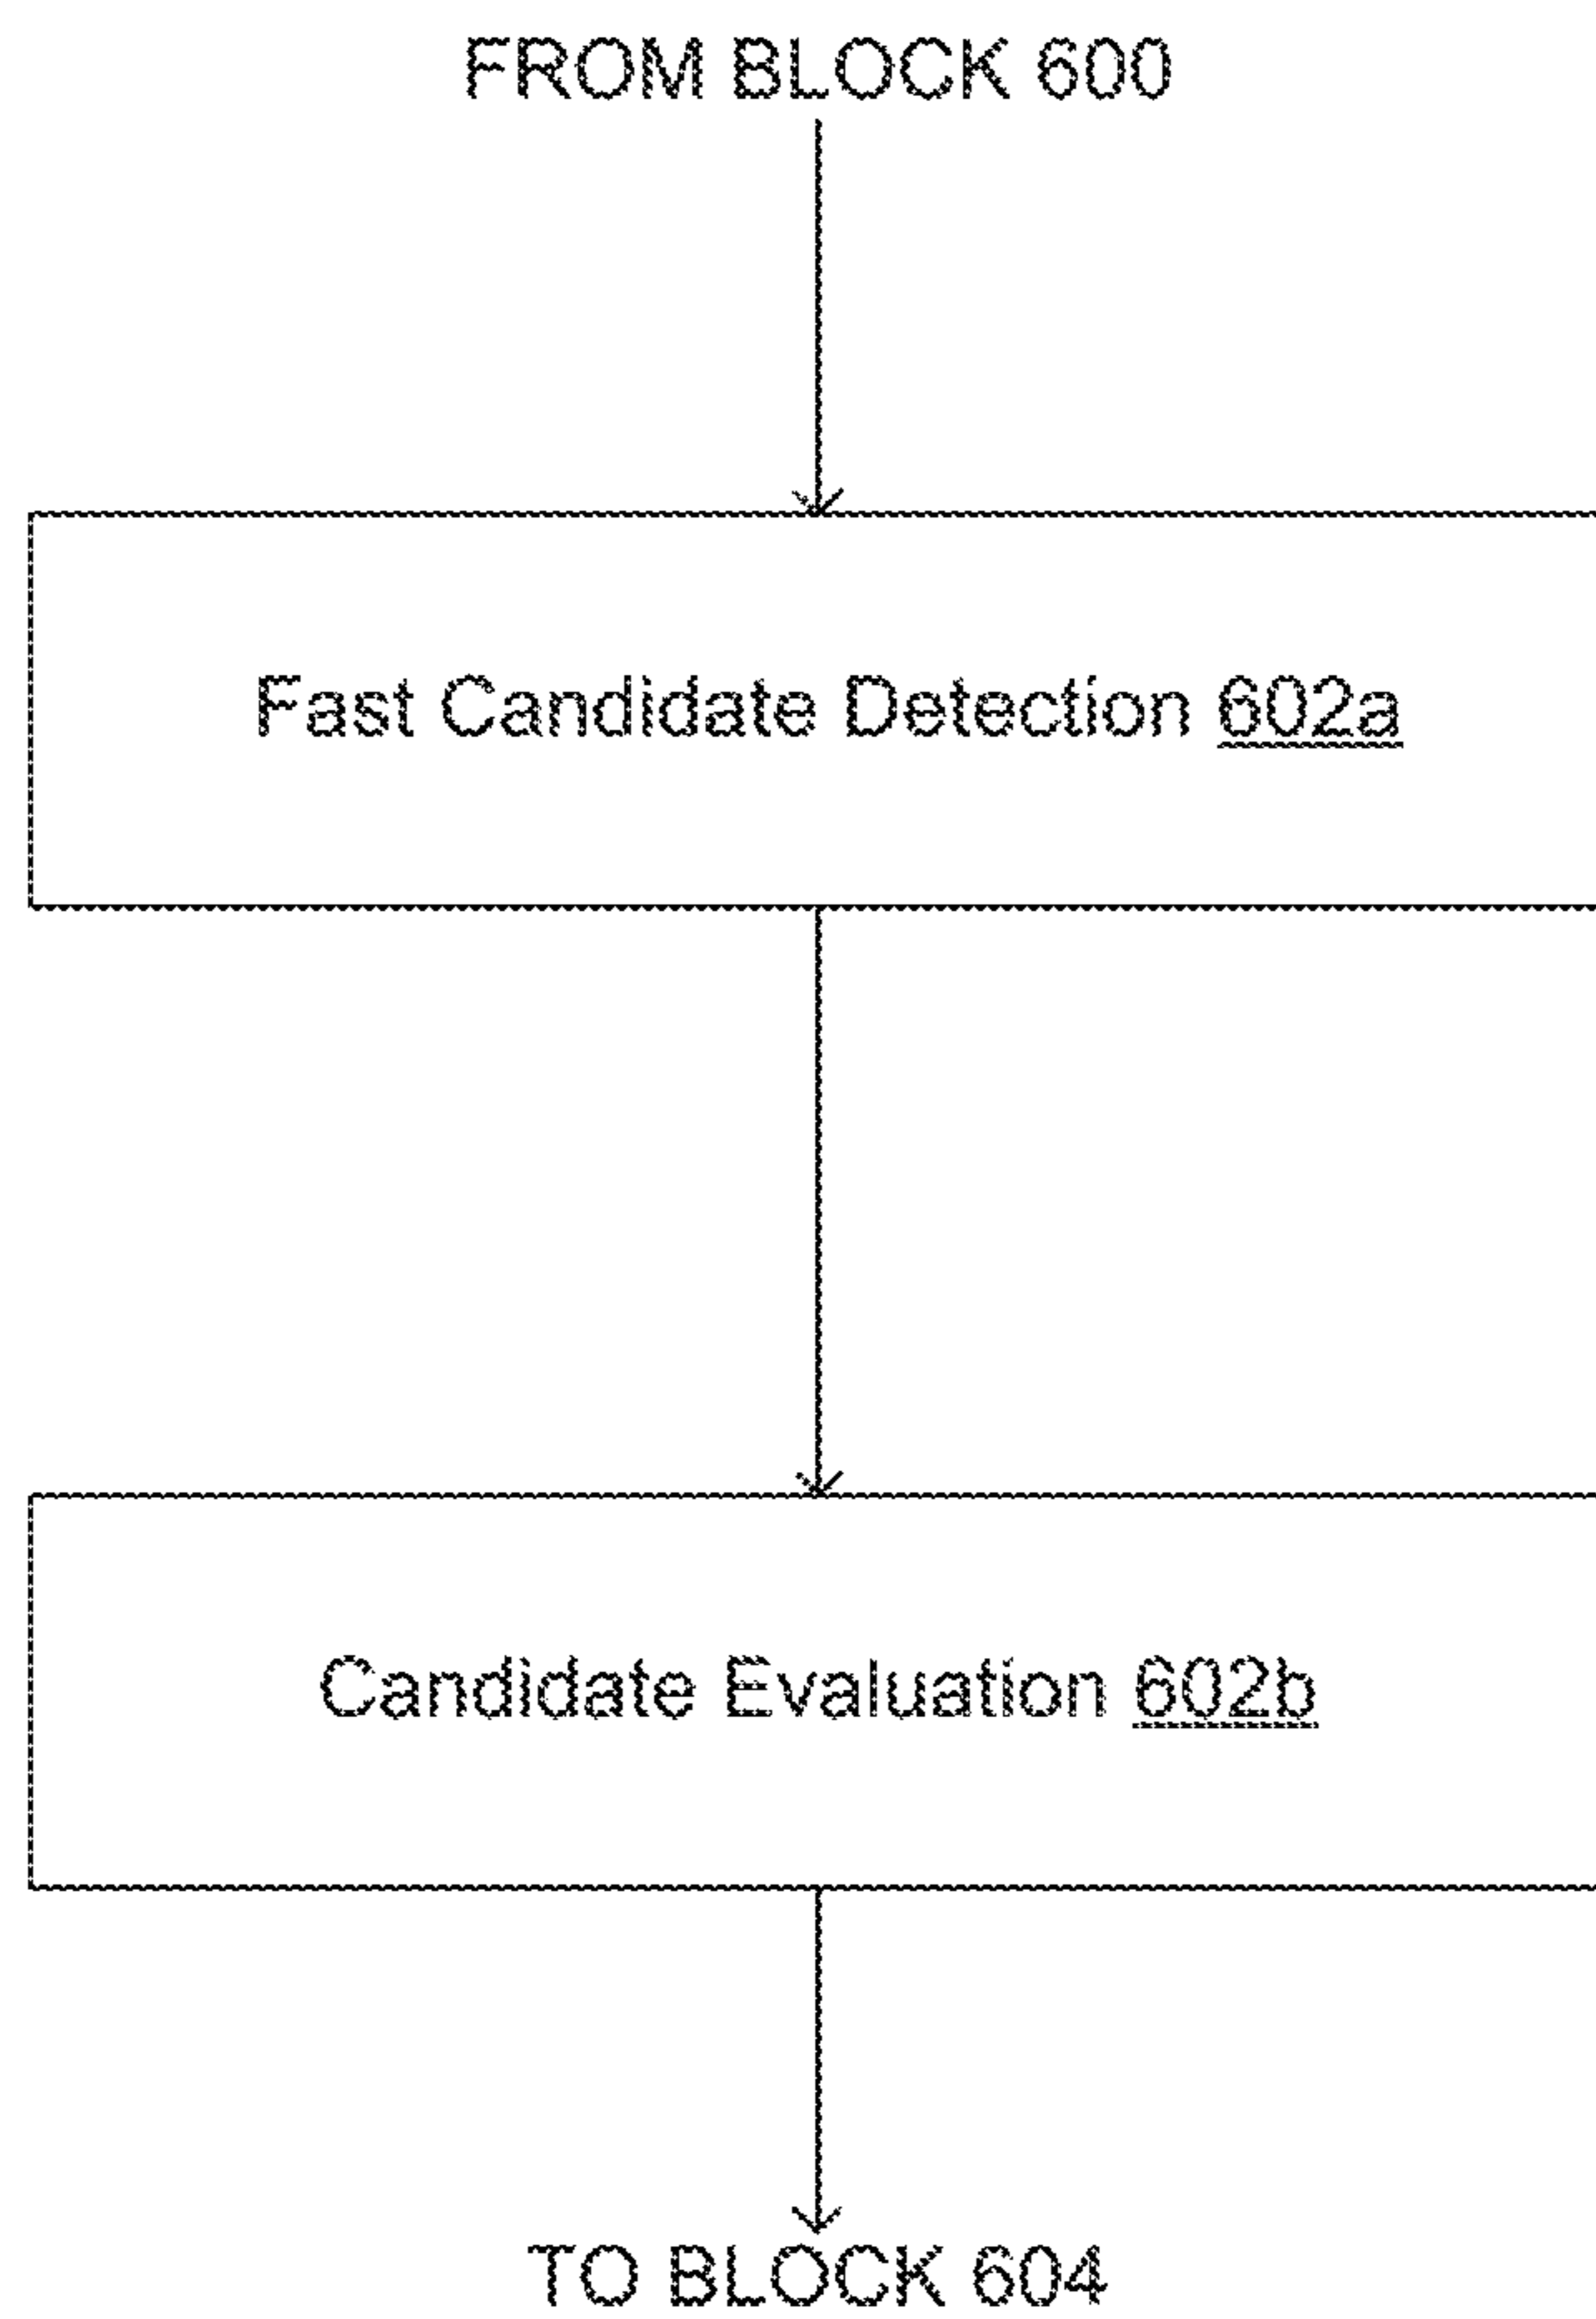 FROM BLOCK 600
Fast Candidate Detection 602a
Candidate Evaluation 602b
TO BLOCK 604